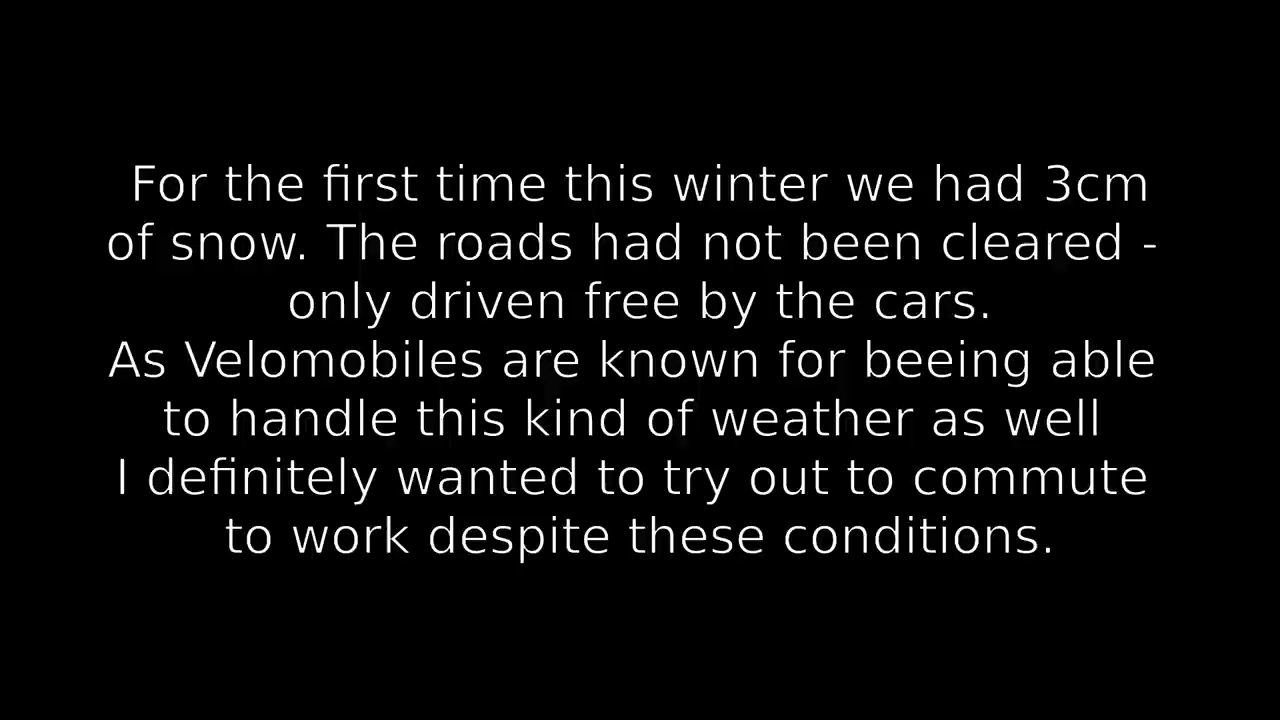 For the first time this winter we had 3cm
of snow. The roads had not been cleared -
only driven free by the cars.
As Velomobiles are known for beeing able
to handle this kind of weather as well
I definitely wanted to try out to commute
to work despite these conditions.